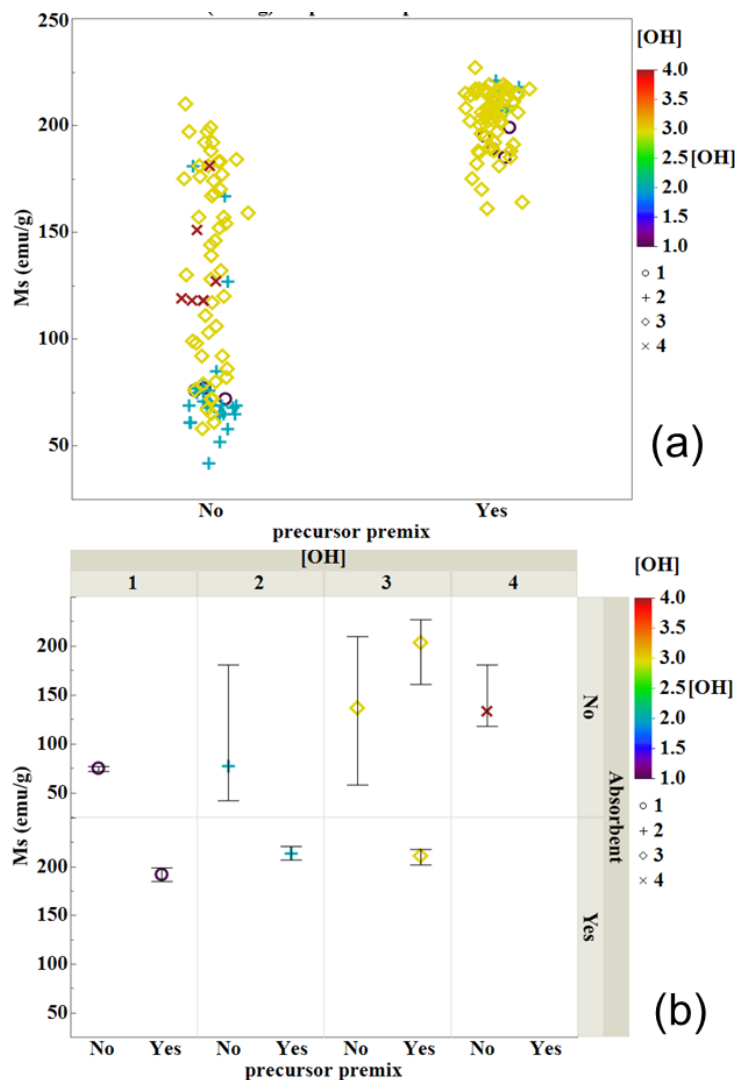 250
200
150
100
50
Ms (emu/g)
No
Yes
precursor premix
[OH]
4.0
3.5
3.0
2.5
2.0
1.5
1.0
[OH]
1
2
3
4
(a)
[OH]
1
2
3
4
200
150
100
50
200
150
100
50
Ms (emu/g)
No
Yes
Absorbent
No
Yes
No
Yes
No
Yes
No
Yes
precursor premix
[OH]
4.0
3.5
3.0
2.5
2.0
1.5
1.0
[OH]
1
2
3
4
(b)